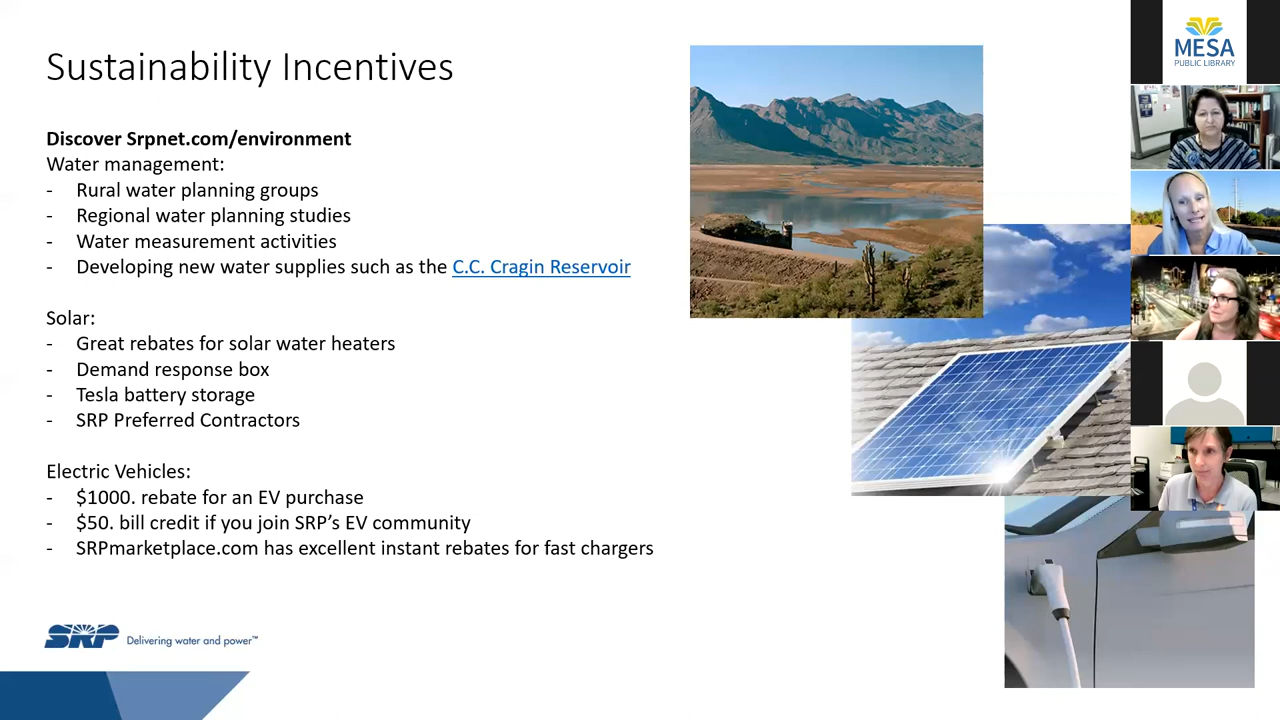 Sustainability Incentives
Discover Srpnet.com/environment
Water management:
- Rural water planning groups
- Regional water planning studies
- Water measurement activities
- Developing new water supplies such as the C.C. Cragin Reservoir
Solar:
- Great rebates for solar water heaters
- Demand response box
- Tesla battery storage
- SRP Preferred Contractors
Electric Vehicles:
- $1000. rebate for an EV purchase
- $50. bill credit if you join SRP's EV community
- SRPmarketplace.com has excellent instant rebates for fast chargers
SRP Delivering water and power™
MESA
PUBLIC LIBRARY